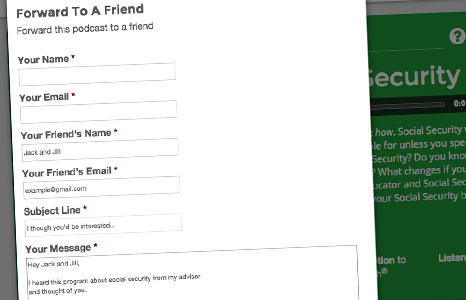 Forward To A Friend
Forward this podcast to a friend
Your Name *
Your Email *
Your Friend's Name *
Jack and Jill
Your Friend's Email *
example@gmail.com
Subject Line *
I though you'd be interested...
Your Message *
Hey Jack and Jill,
I heard this program about social security from my advisor
and thought of you.
?
Security
0:0
how. Social Security
for unless you spe
Security? Do you know
? What changes if you
ucator and Social Sec
your Social Security b
tion to
Listen